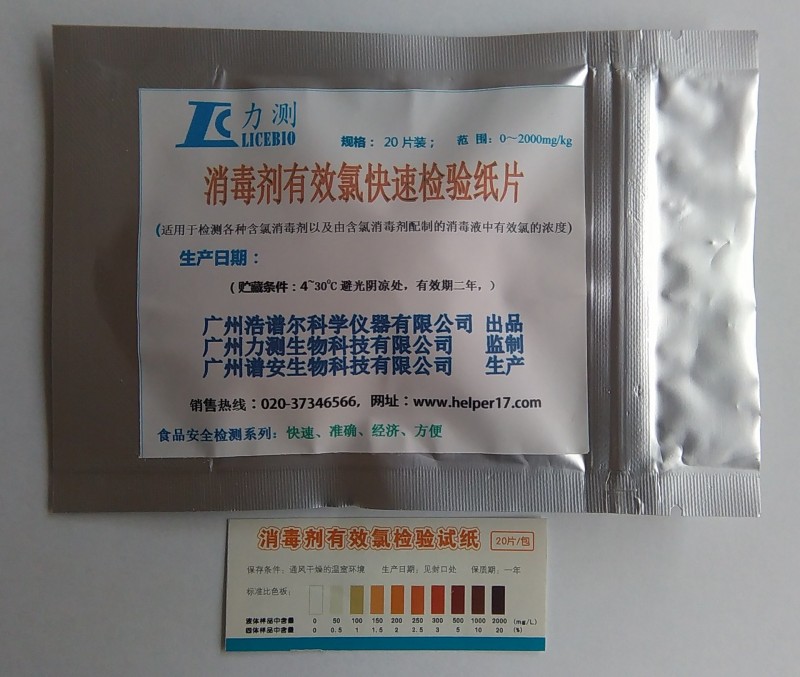 力测
LICEBIO
规格：20片装； 范围：0～2000mg/kg
消毒剂有效氯快速检验纸片
(适用于检测各种含氯消毒剂以及由含氯消毒剂配制的消毒液中有效氯的浓度)
生产日期：
（贮藏条件：4~30℃避光阴凉处，有效期二年，）
广州浩谱尔科学仪器有限公司 出品
广州力测生物科技有限公司 监制
广州谱安生物科技有限公司 生产
销售热线：020-37346566，网址：www.helper17.com
食品安全检测系列：快速、准确、经济、方便
消毒剂有效氯检验试纸 20片/包
保存条件：通风干燥的温室环境 生产日期：见封口处 保质期：一年
标准比色板：
液体样品中含量 0 50 100 150 200 250 300 500 1000 2000 (mg/L)
固体样品中含量 0 0.5 1 1.5 2 2.5 3 5 10 20 (%)